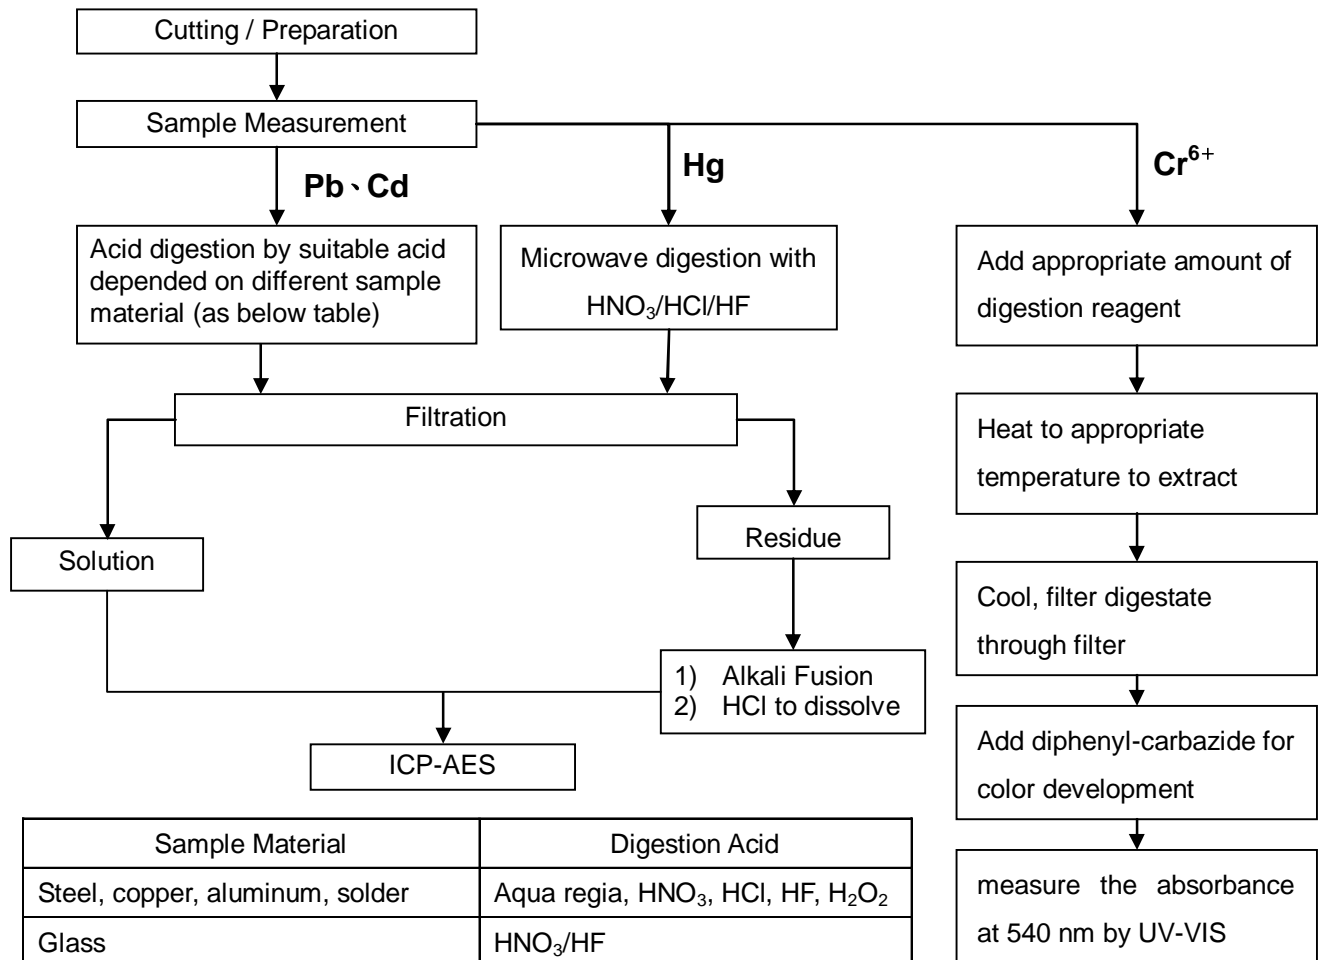 Cutting / Preparation
Sample Measurement
Pb、Cd
Hg
Cr⁶⁺
Acid digestion by suitable acid
depended on different sample
material (as below table)
Microwave digestion with
HNO₃/HCl/HF
Add appropriate amount of
digestion reagent
Filtration
Heat to appropriate
temperature to extract
Solution
Residue
Cool, filter digestate
through filter
1) Alkali Fusion
2) HCl to dissolve
ICP-AES
Add diphenyl-carbazide for
color development
measure the absorbance
at 540 nm by UV-VIS
Sample Material Digestion Acid
Steel, copper, aluminum, solder Aqua regia, HNO₃, HCl, HF, H₂O₂
Glass HNO₃/HF